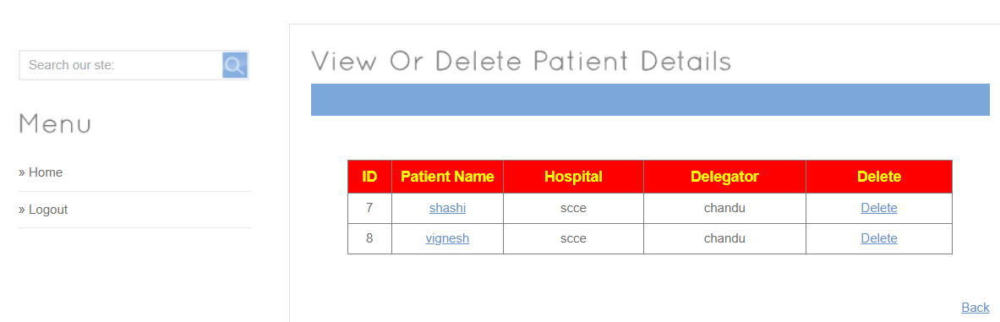 Search our ste:
Menu
» Home
» Logout
View Or Delete Patient Details
ID Patient Name Hospital Delegator Delete
7 shashi scce chandu Delete
8 vignesh scce chandu Delete
Back